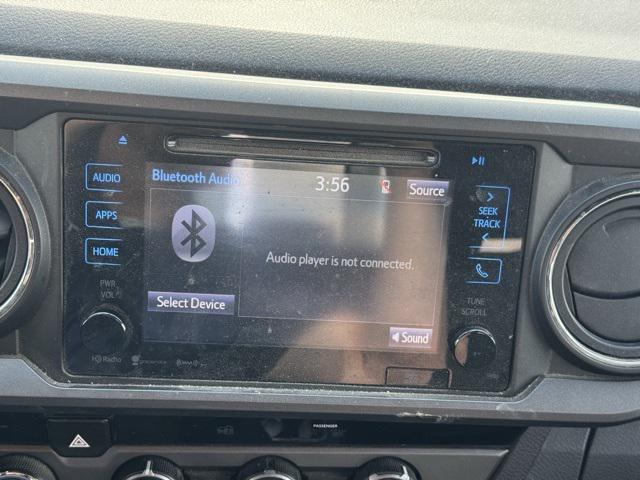 Bluetooth Audio
3:56
Source
AUDIO
APPS
HOME
SEEK
TRACK
Audio player is not connected.
Select Device
Sound
PWR
VOL
TUNE
SCROLL
HD Radio
PASSENGER